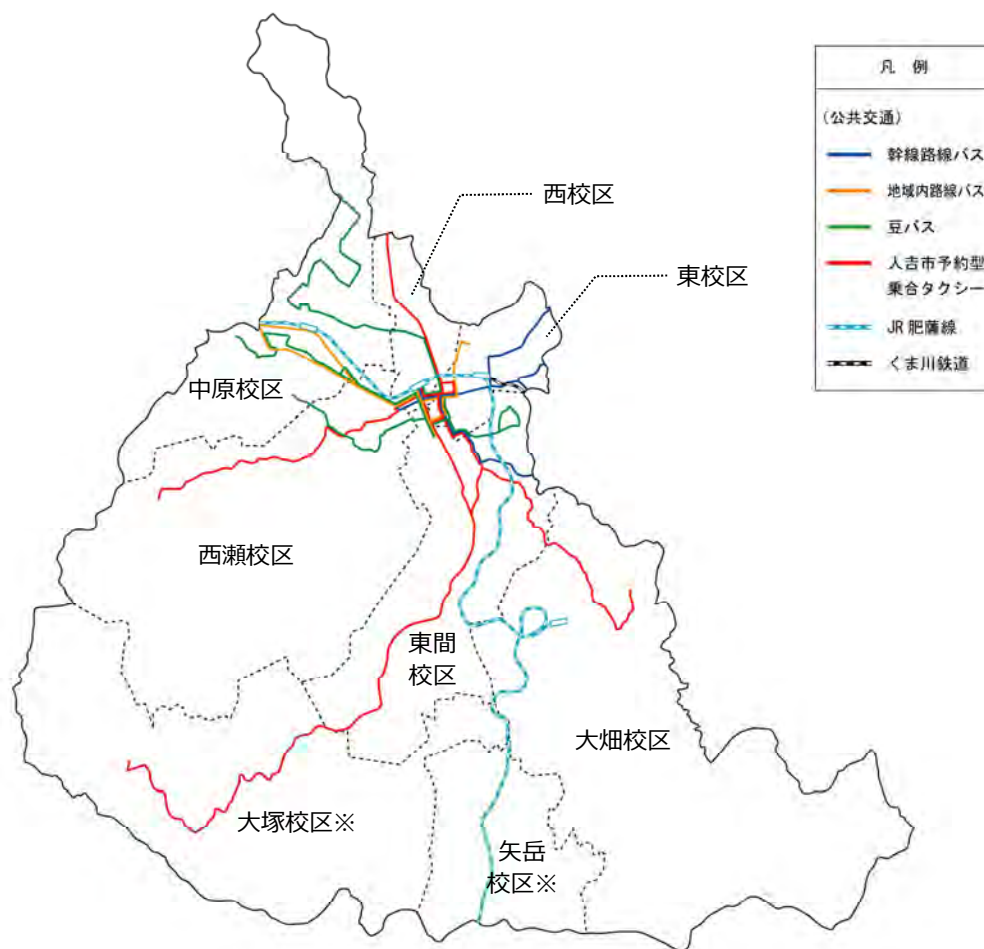 凡 例
(公共交通)
幹線路線バス
地域内路線バス
豆バス
人吉市予約型
乗合タクシー
JR肥薩線
くま川鉄道
西校区
東校区
中原校区
西瀬校区
東間
校区
大畑校区
大塚校区※
矢岳
校区※